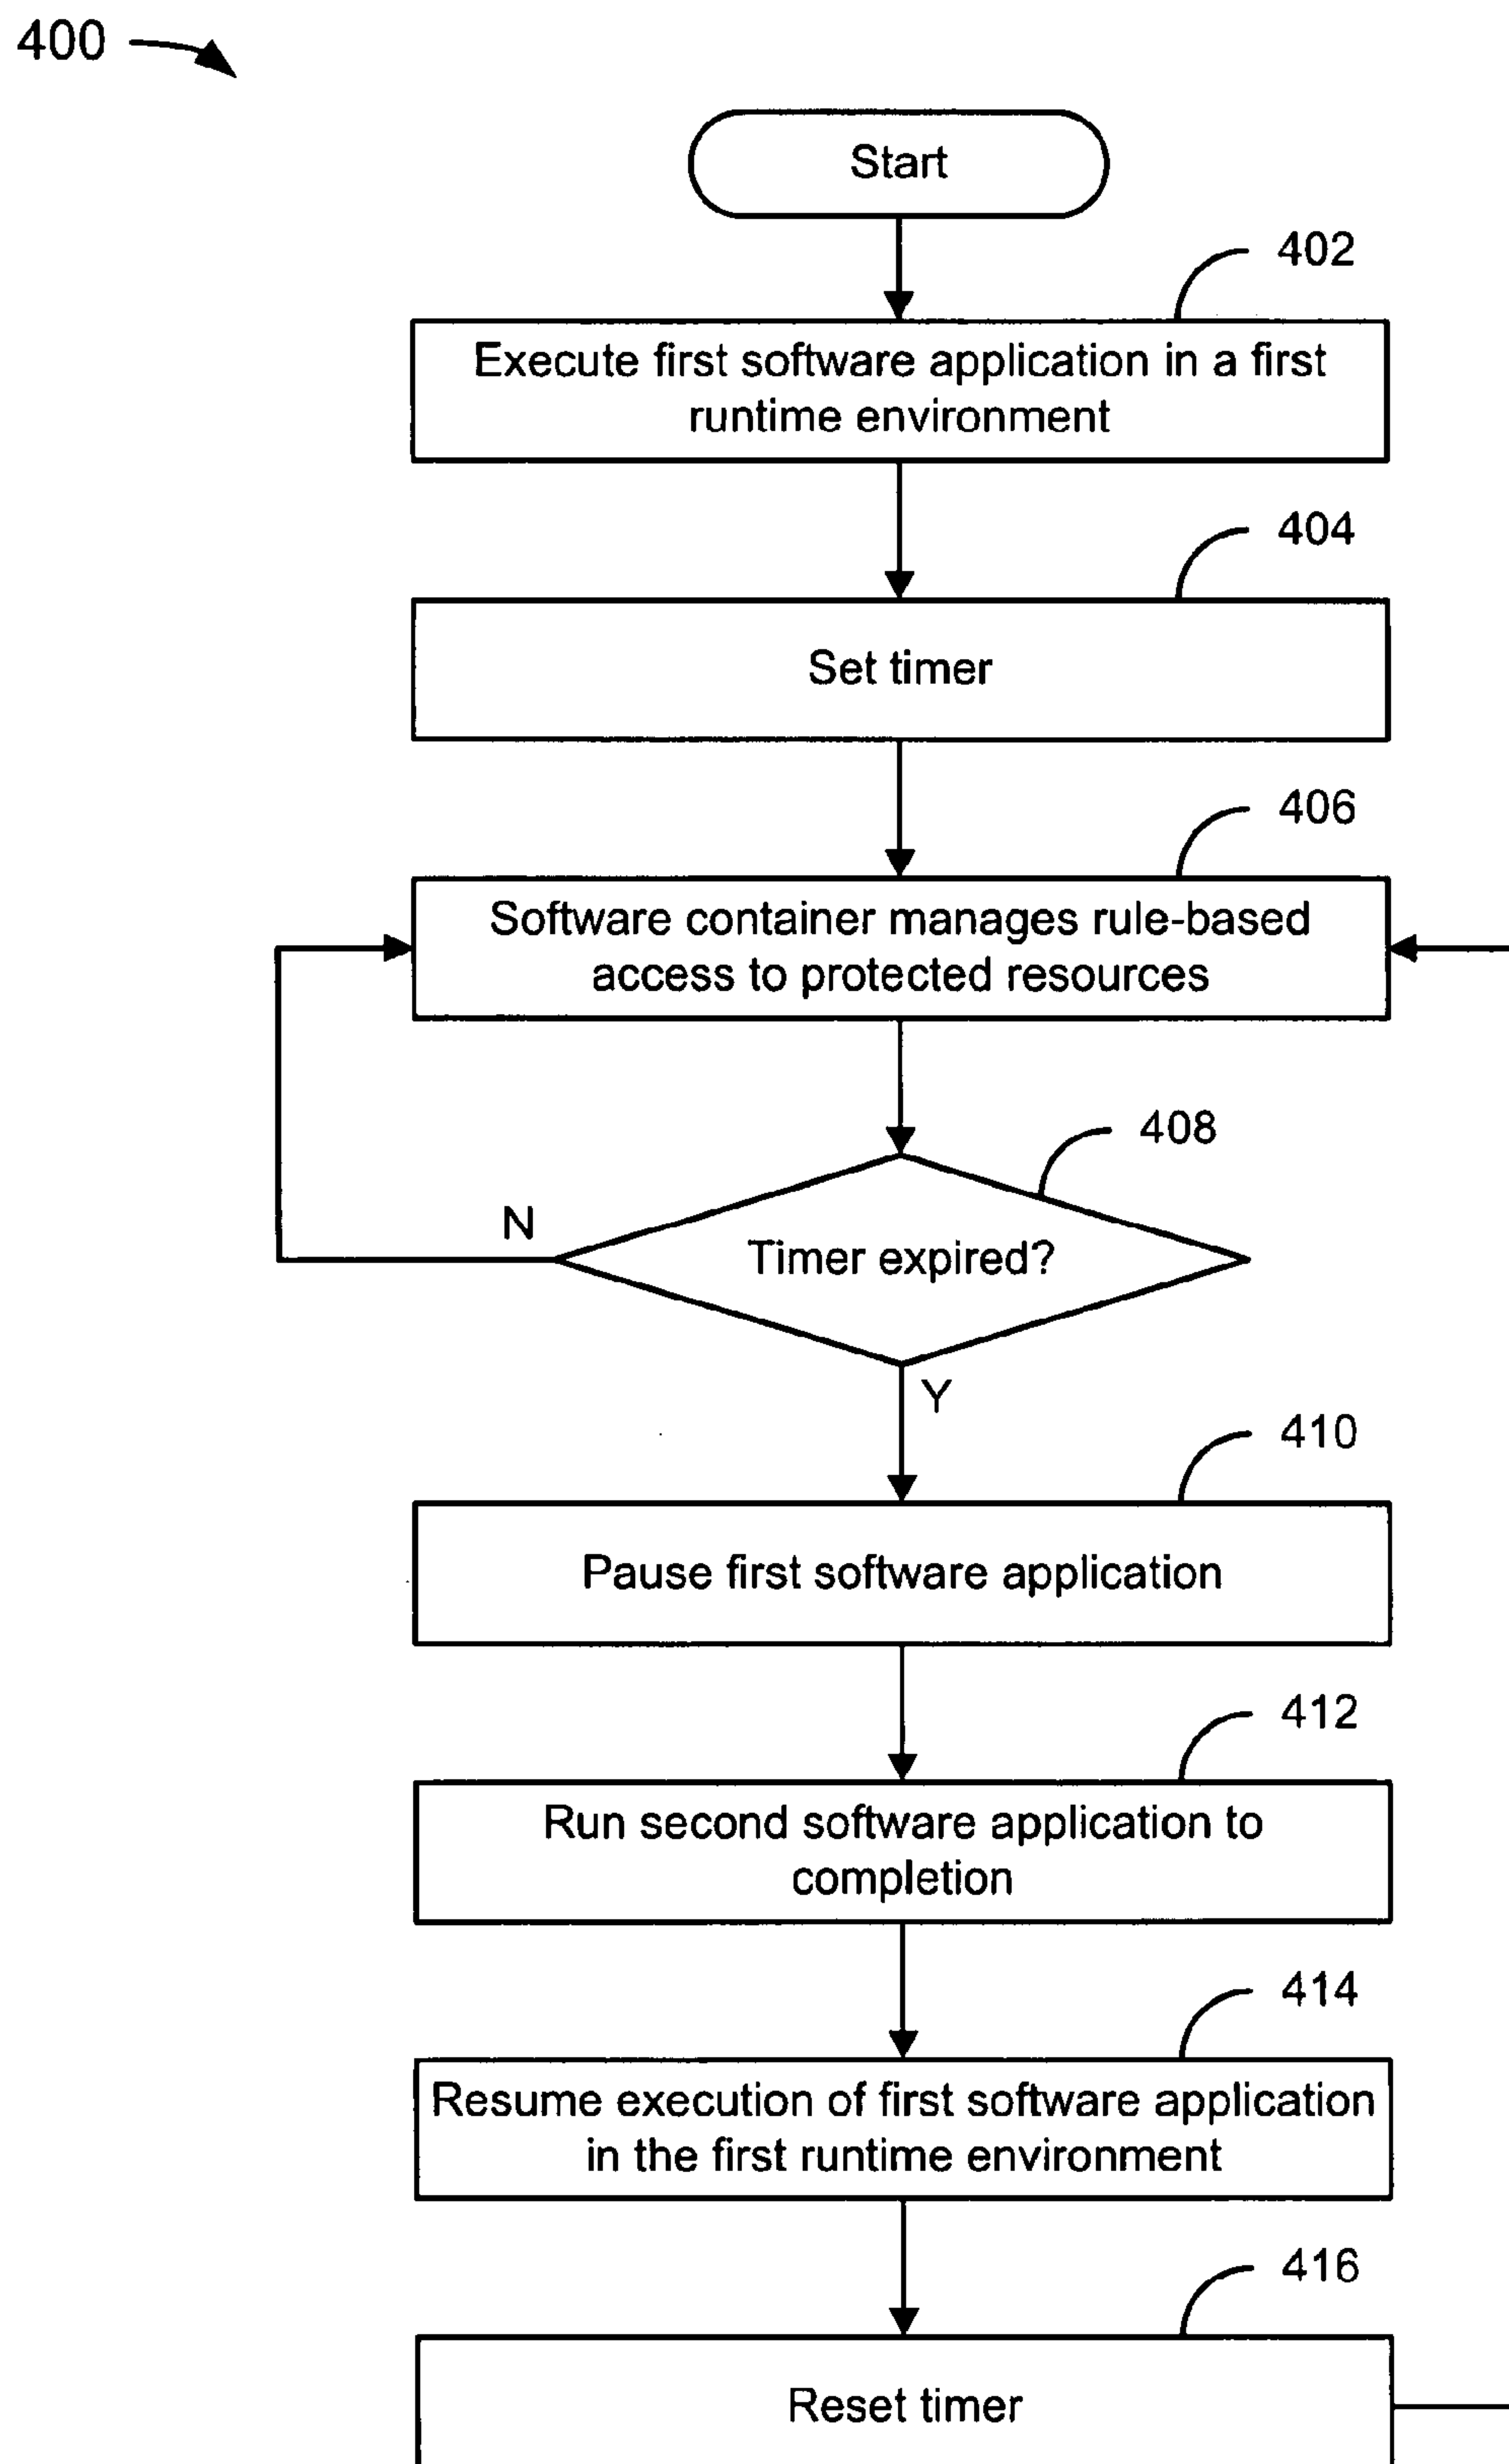 400
Start
402
Execute first software application in a first
runtime environment
404
Set timer
406
Software container manages rule-based
access to protected resources
408
N
Timer expired?
Y
410
Pause first software application
412
Run second software application to
completion
414
Resume execution of first software application
in the first runtime environment
416
Reset timer